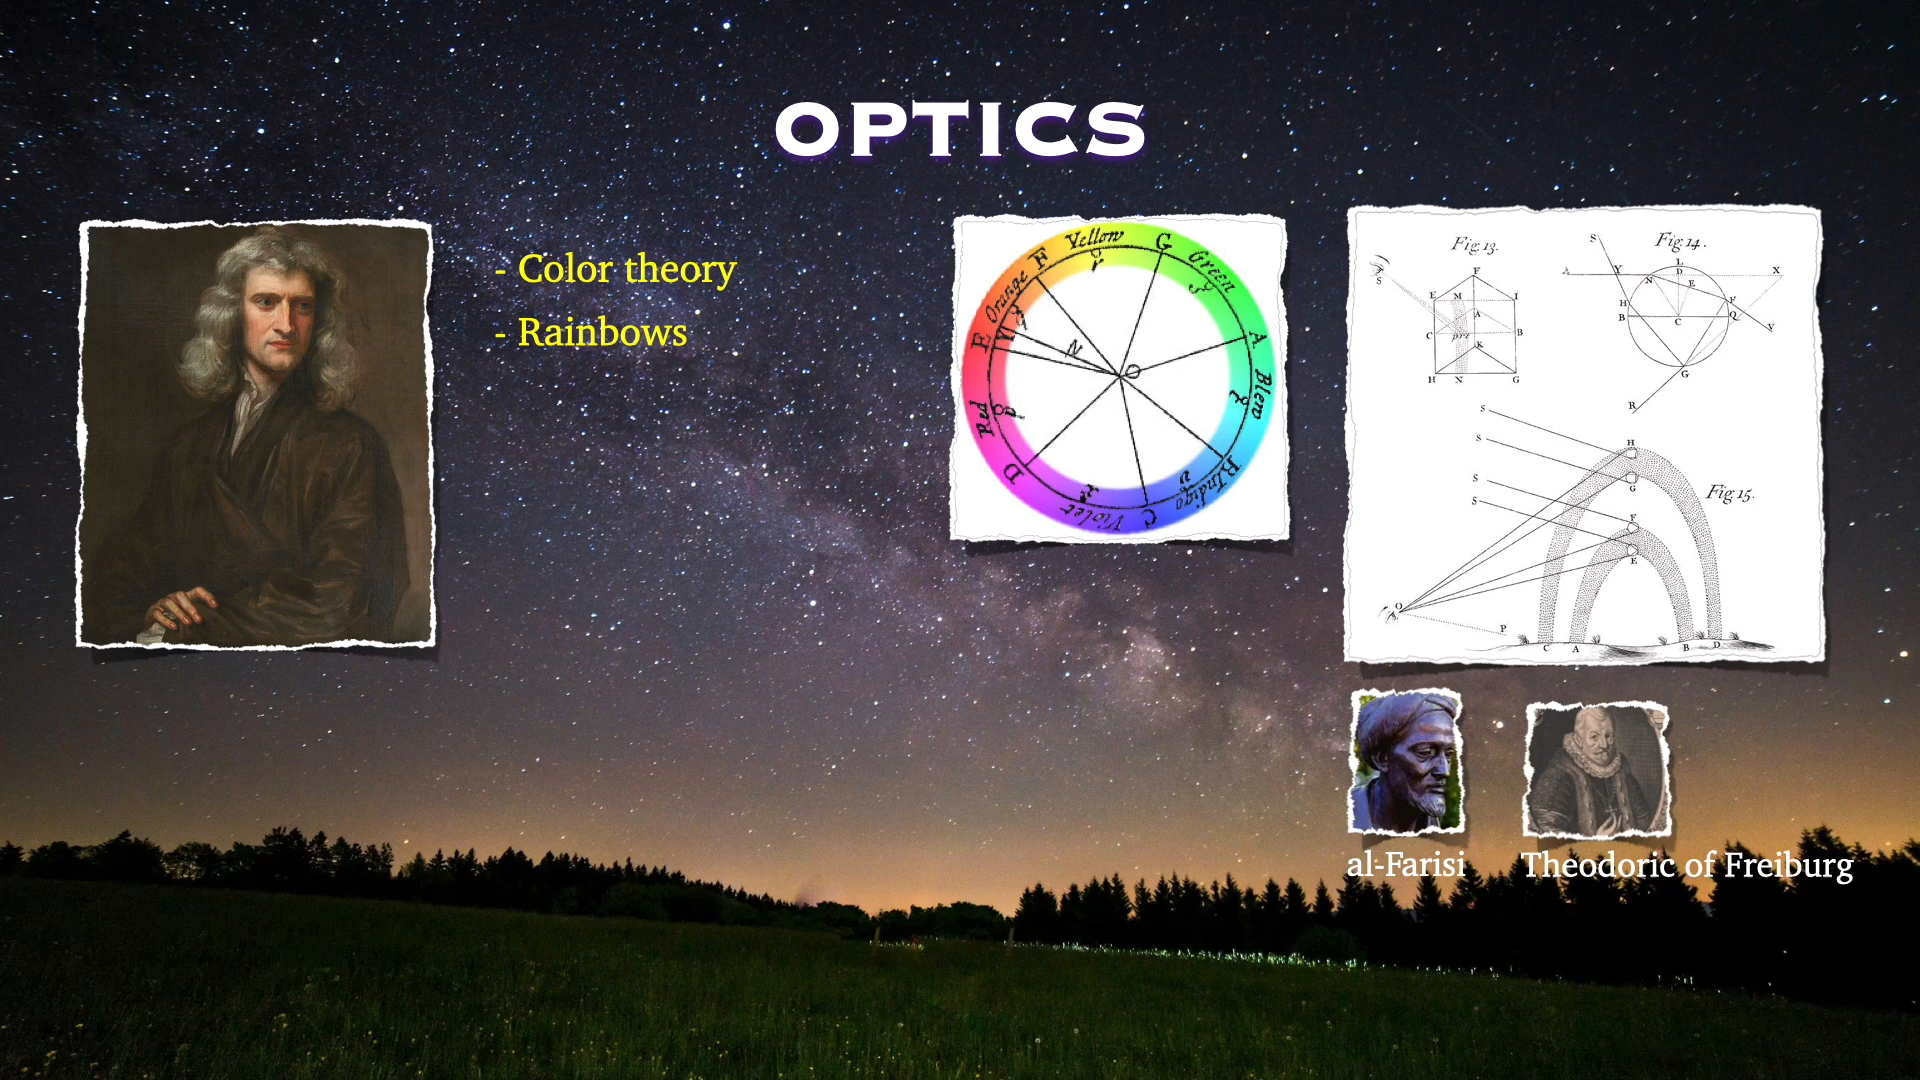 OPTICS
- Color theory
- Rainbows
Yellow
G
Green
A
Blew
B
Indigo
C
Violet
D
Red
E
Orange
F
N
O
Fig. 13.
S
F
E M I
A
C B
K
H N G
Fig. 14.
S
A Y L X
D
N E
H F
B C Q
V
G
R
Fig 15.
S
S
S
S
H
G
F
E
O
P
C A B D
al-Farisi
Theodoric of Freiburg